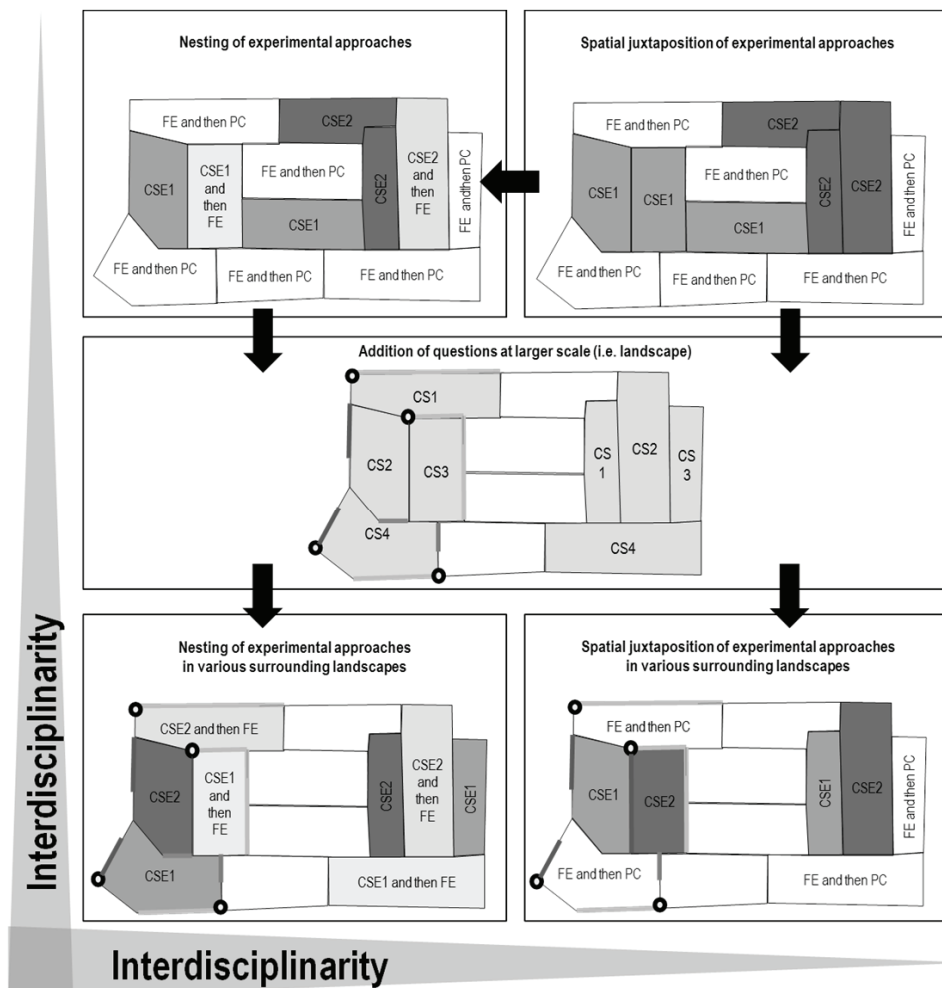 Nesting of experimental approaches
FE and then PC
CSE2
CSE1
CSE1
and
then
FE
FE and then PC
CSE2
CSE2
and
then
FE
FE andthen PC
CSE1
FE and then PC
FE and then PC
FE and then PC
Spatial juxtaposition of experimental approaches
FE and then PC
CSE2
CSE1
CSE1
FE and then PC
CSE2
CSE2
FE and then PC
CSE1
FE and then PC
FE and then PC
FE and then PC
Addition of questions at larger scale (i.e. landscape)
CS1
CS2
CS3
CS
1
CS2
CS
3
CS4
CS4
Nesting of experimental approaches
in various surrounding landscapes
CSE2 and then FE
CSE2
CSE1
and
then
FE
CSE2
CSE2
and
then
FE
CSE1
CSE1
CSE1 and then FE
Spatial juxtaposition of experimental approaches
in various surrounding landscapes
FE and then PC
CSE1
CSE2
CSE1
CSE2
FE and then PC
FE and then PC
FE and then PC
Interdisciplinarity
Interdisciplinarity